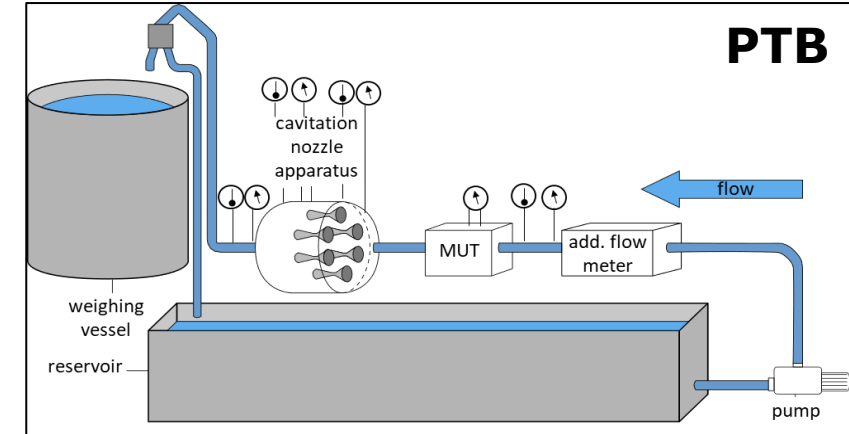 PTB
cavitation
nozzle
apparatus
flow
MUT
add. flow
meter
weighing
vessel
reservoir
pump